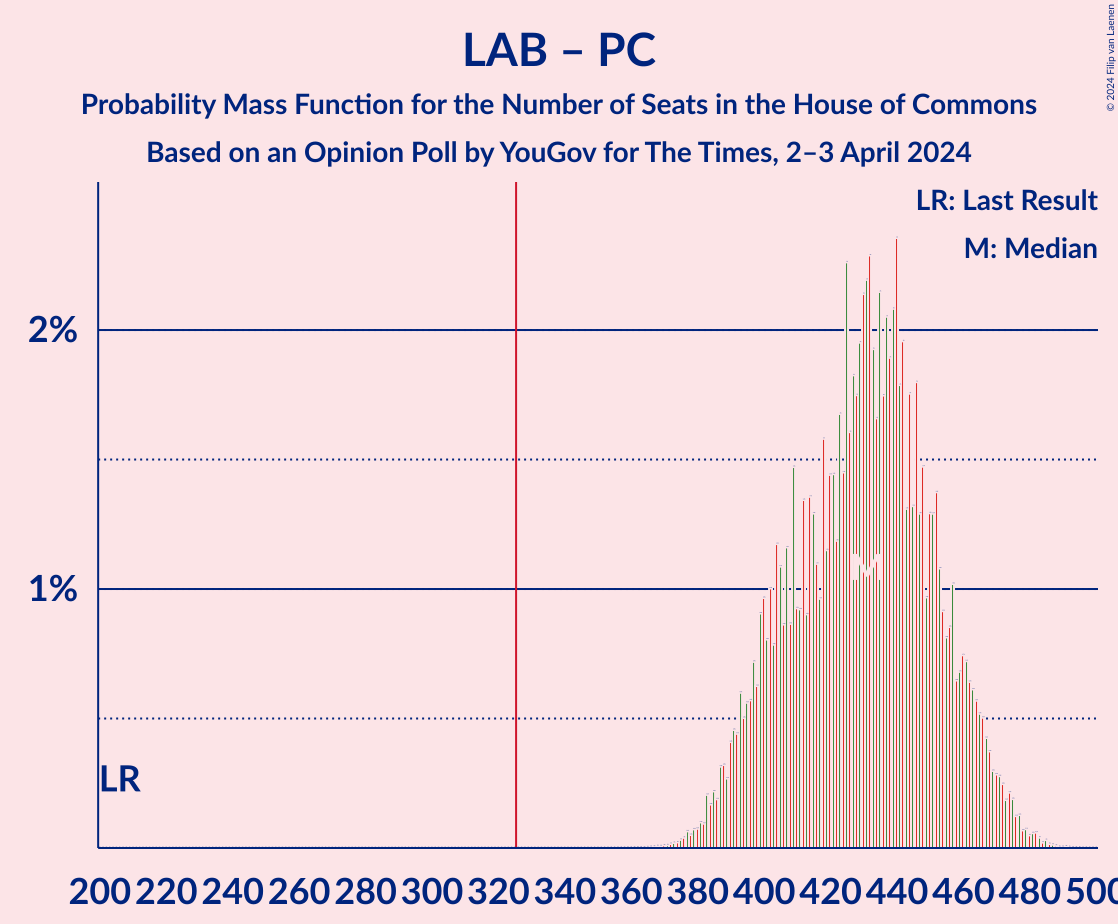 LAB – PC
Probability Mass Function for the Number of Seats in the House of Commons
Based on an Opinion Poll by YouGov for The Times, 2–3 April 2024
© 2024 Filip van Laenen
LR: Last Result
M: Median
2%
1%
M
LR
200 220 240 260 280 300 320 340 360 380 400 420 440 460 480 500